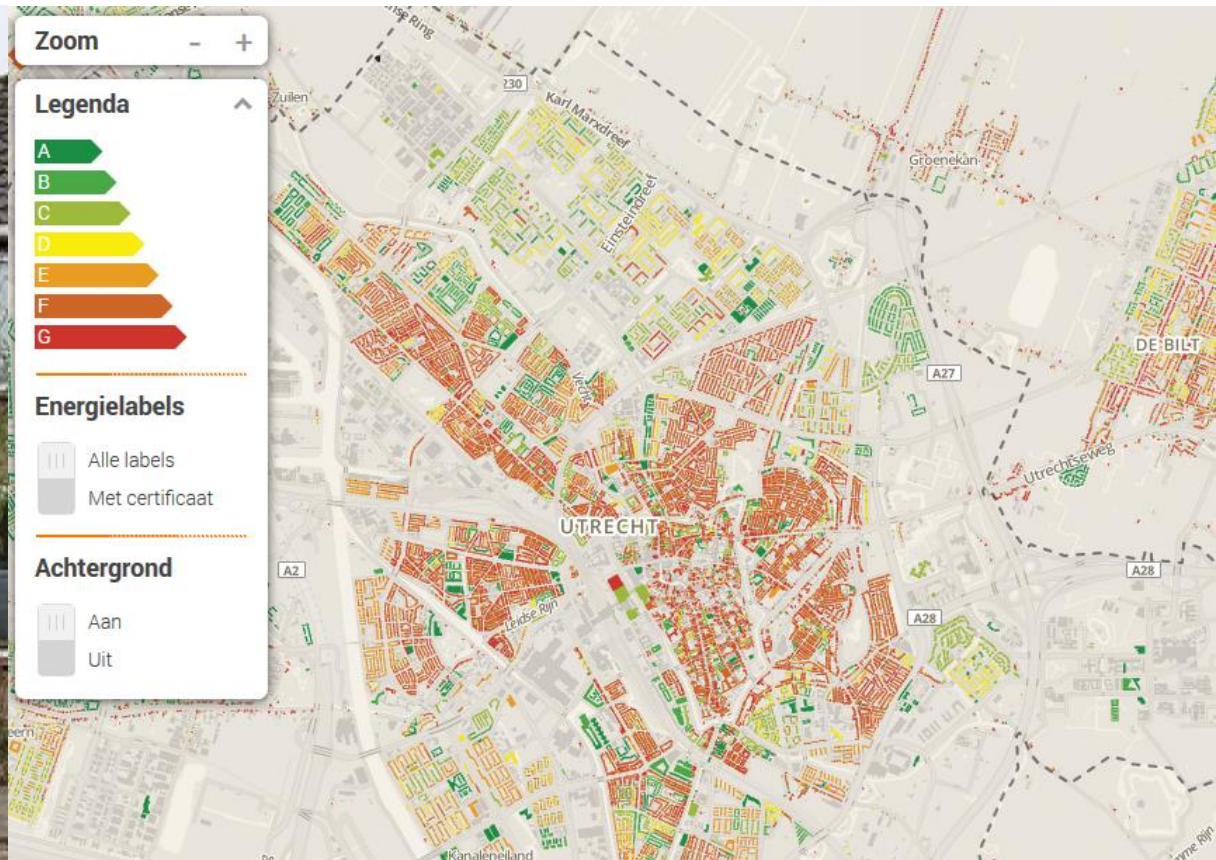 Zoom - +
Legenda
A
B
C
D
E
F
G
Energielabels
Alle labels
Met certificaat
Achtergrond
Aan
Uit
Zuilen
230
Karl Marxdreef
Einsteindreef
Groenekan
DE BILT
A27
Utrechtseweg
Vecht
UTRECHT
A2
A28
Leidse Rijn
A28
Kanaleneiland